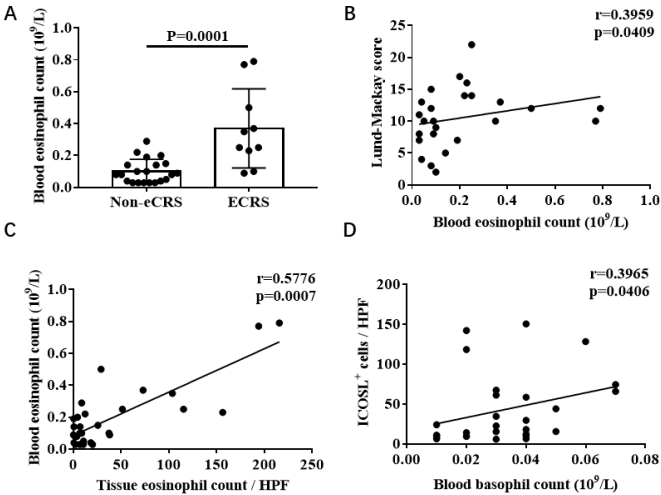 A
Blood eosinophil count (10⁹/L)
1.0
0.8
0.6
0.4
0.2
0.0
P=0.0001
Non-eCRS
ECRS
B
Lund-Mackay score
25
20
15
10
5
0
r=0.3959
p=0.0409
0.0
0.2
0.4
0.6
0.8
1.0
Blood eosinophil count (10⁹/L)
C
Blood eosinophil count (10⁹/L)
1.0
0.8
0.6
0.4
0.2
0.0
r=0.5776
p=0.0007
0
50
100
150
200
250
Tissue eosinophil count / HPF
D
ICOSL⁺ cells / HPF
200
150
100
50
0
r=0.3965
p=0.0406
0.00
0.02
0.04
0.06
0.08
Blood basophil count (10⁹/L)